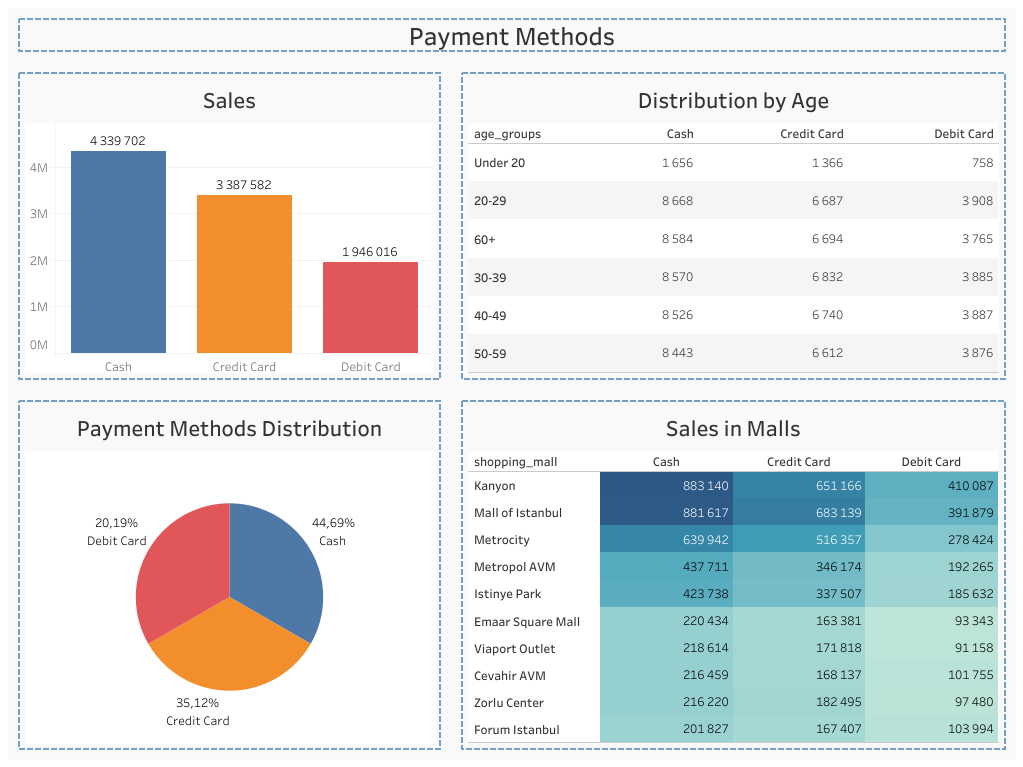 Payment Methods
Sales
4 339 702
3 387 582
1 946 016
4M
3M
2M
1M
0M
Cash Credit Card Debit Card
Distribution by Age
age_groups Cash Credit Card Debit Card
Under 20 1 656 1 366 758
20-29 8 668 6 687 3 908
60+ 8 584 6 694 3 765
30-39 8 570 6 832 3 885
40-49 8 526 6 740 3 887
50-59 8 443 6 612 3 876
Payment Methods Distribution
20,19%
Debit Card
44,69%
Cash
35,12%
Credit Card
Sales in Malls
shopping_mall Cash Credit Card Debit Card
Kanyon 883 140 651 166 410 087
Mall of Istanbul 881 617 683 139 391 879
Metrocity 639 942 516 357 278 424
Metropol AVM 437 711 346 174 192 265
Istinye Park 423 738 337 507 185 632
Emaar Square Mall 220 434 163 381 93 343
Viaport Outlet 218 614 171 818 91 158
Cevahir AVM 216 459 168 137 101 755
Zorlu Center 216 220 182 495 97 480
Forum Istanbul 201 827 167 407 103 994